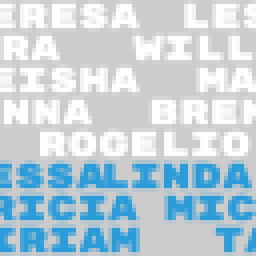 ERESA LES
RA WILL
EISHA MA
NNA BREN
ROGELIO
ESSALINDA
RICIA MIC
IRIAM TA